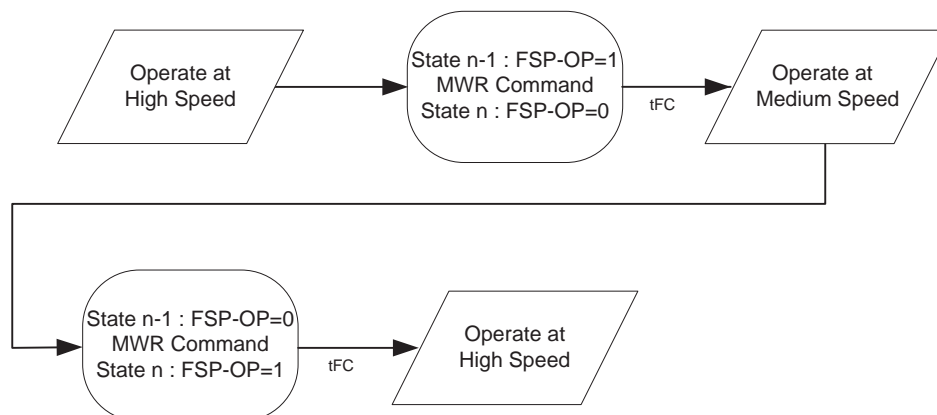 Operate at
High Speed
State n-1 : FSP-OP=1
MWR Command
State n : FSP-OP=0
tFC
Operate at
Medium Speed
State n-1 : FSP-OP=0
MWR Command
State n : FSP-OP=1
tFC
Operate at
High Speed